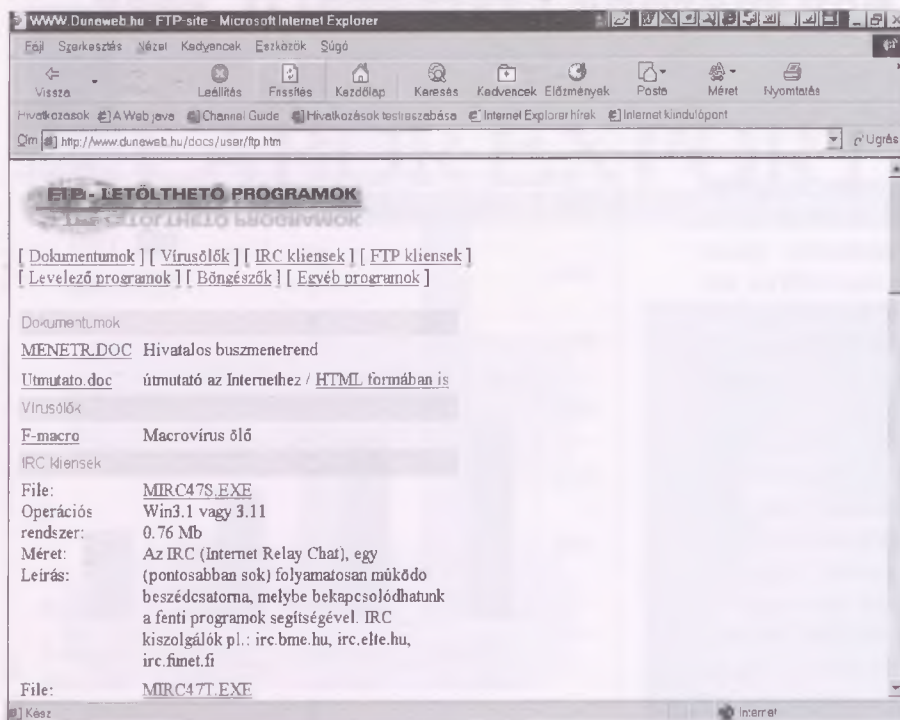 WWW.Dunaweb.hu - FTP-site - Microsoft Internet Explorer
Fájl Szerkesztés Nézet Kedvencek Eszközök Súgó
Vissza Leállítás Frissítés Kezdőlap Keresés Kedvencek Előzmények Posta Méret Nyomtatás
Hivatkozások A Web java Channel Guide Hivatkozások testreszabása Internet Explorer hírek Internet kiindulópont
Cím http://www.dunaweb.hu/docs/user/ftp.htm Ugrás
FTP - LETÖLTHETŐ PROGRAMOK
[ Dokumentumok ] [ Vírusölők ] [ IRC kliensek ] [ FTP kliensek ]
[ Levelező programok ] [ Böngészők ] [ Egyéb programok ]
Dokumentumok
MENETR.DOC Hivatalos buszmenetrend
Utmutato.doc útmutató az Internethez / HTML formában is
Vírusölők
F-macro Macrovírus ölő
IRC kliensek
File: MIRC47S.EXE
Operációs Win3.1 vagy 3.11
rendszer: 0.76 Mb
Méret: Az IRC (Internet Relay Chat), egy
Leírás: (pontosabban sok) folyamatosan működo
beszédcsatorna, melybe bekapcsolódhatunk
a fenti programok segítségével. IRC
kiszolgálók pl.: irc.bme.hu, irc.elte.hu,
irc.funet.fi
File: MIRC47T.EXE
Kész Internet